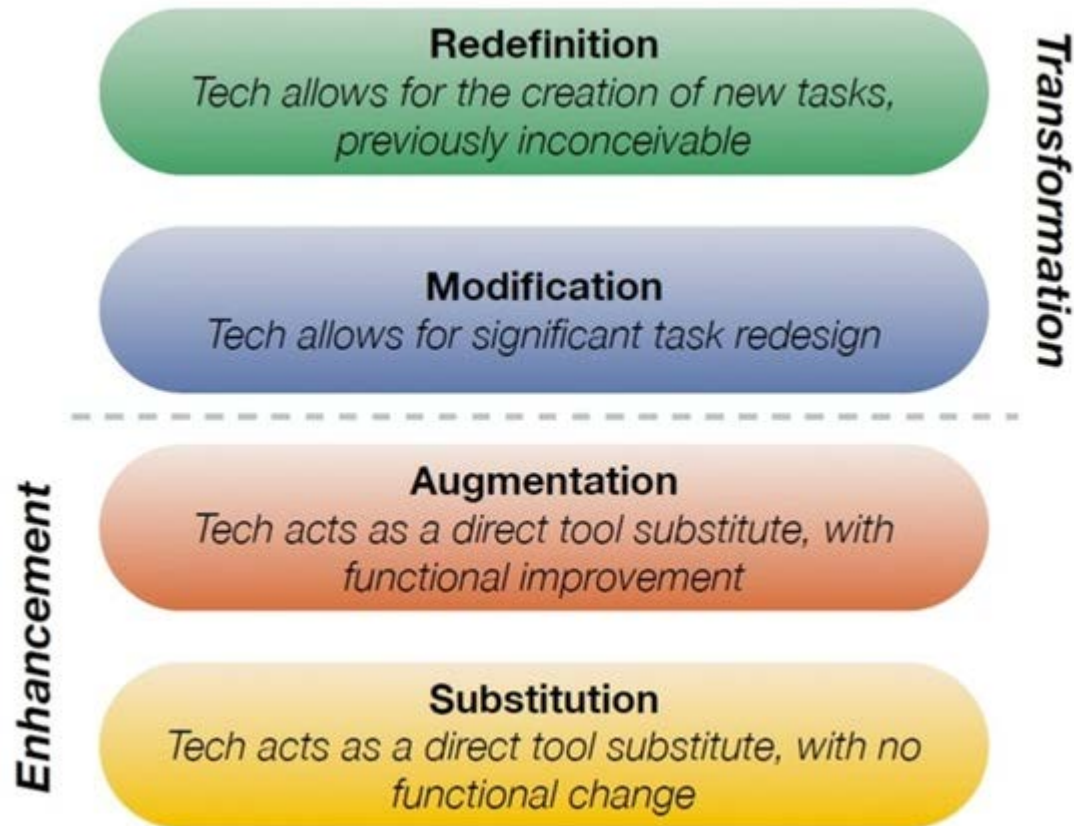 Redefinition
Tech allows for the creation of new tasks,
previously inconceivable
Transformation
Modification
Tech allows for significant task redesign
Augmentation
Tech acts as a direct tool substitute, with
functional improvement
Enhancement
Substitution
Tech acts as a direct tool substitute, with no
functional change